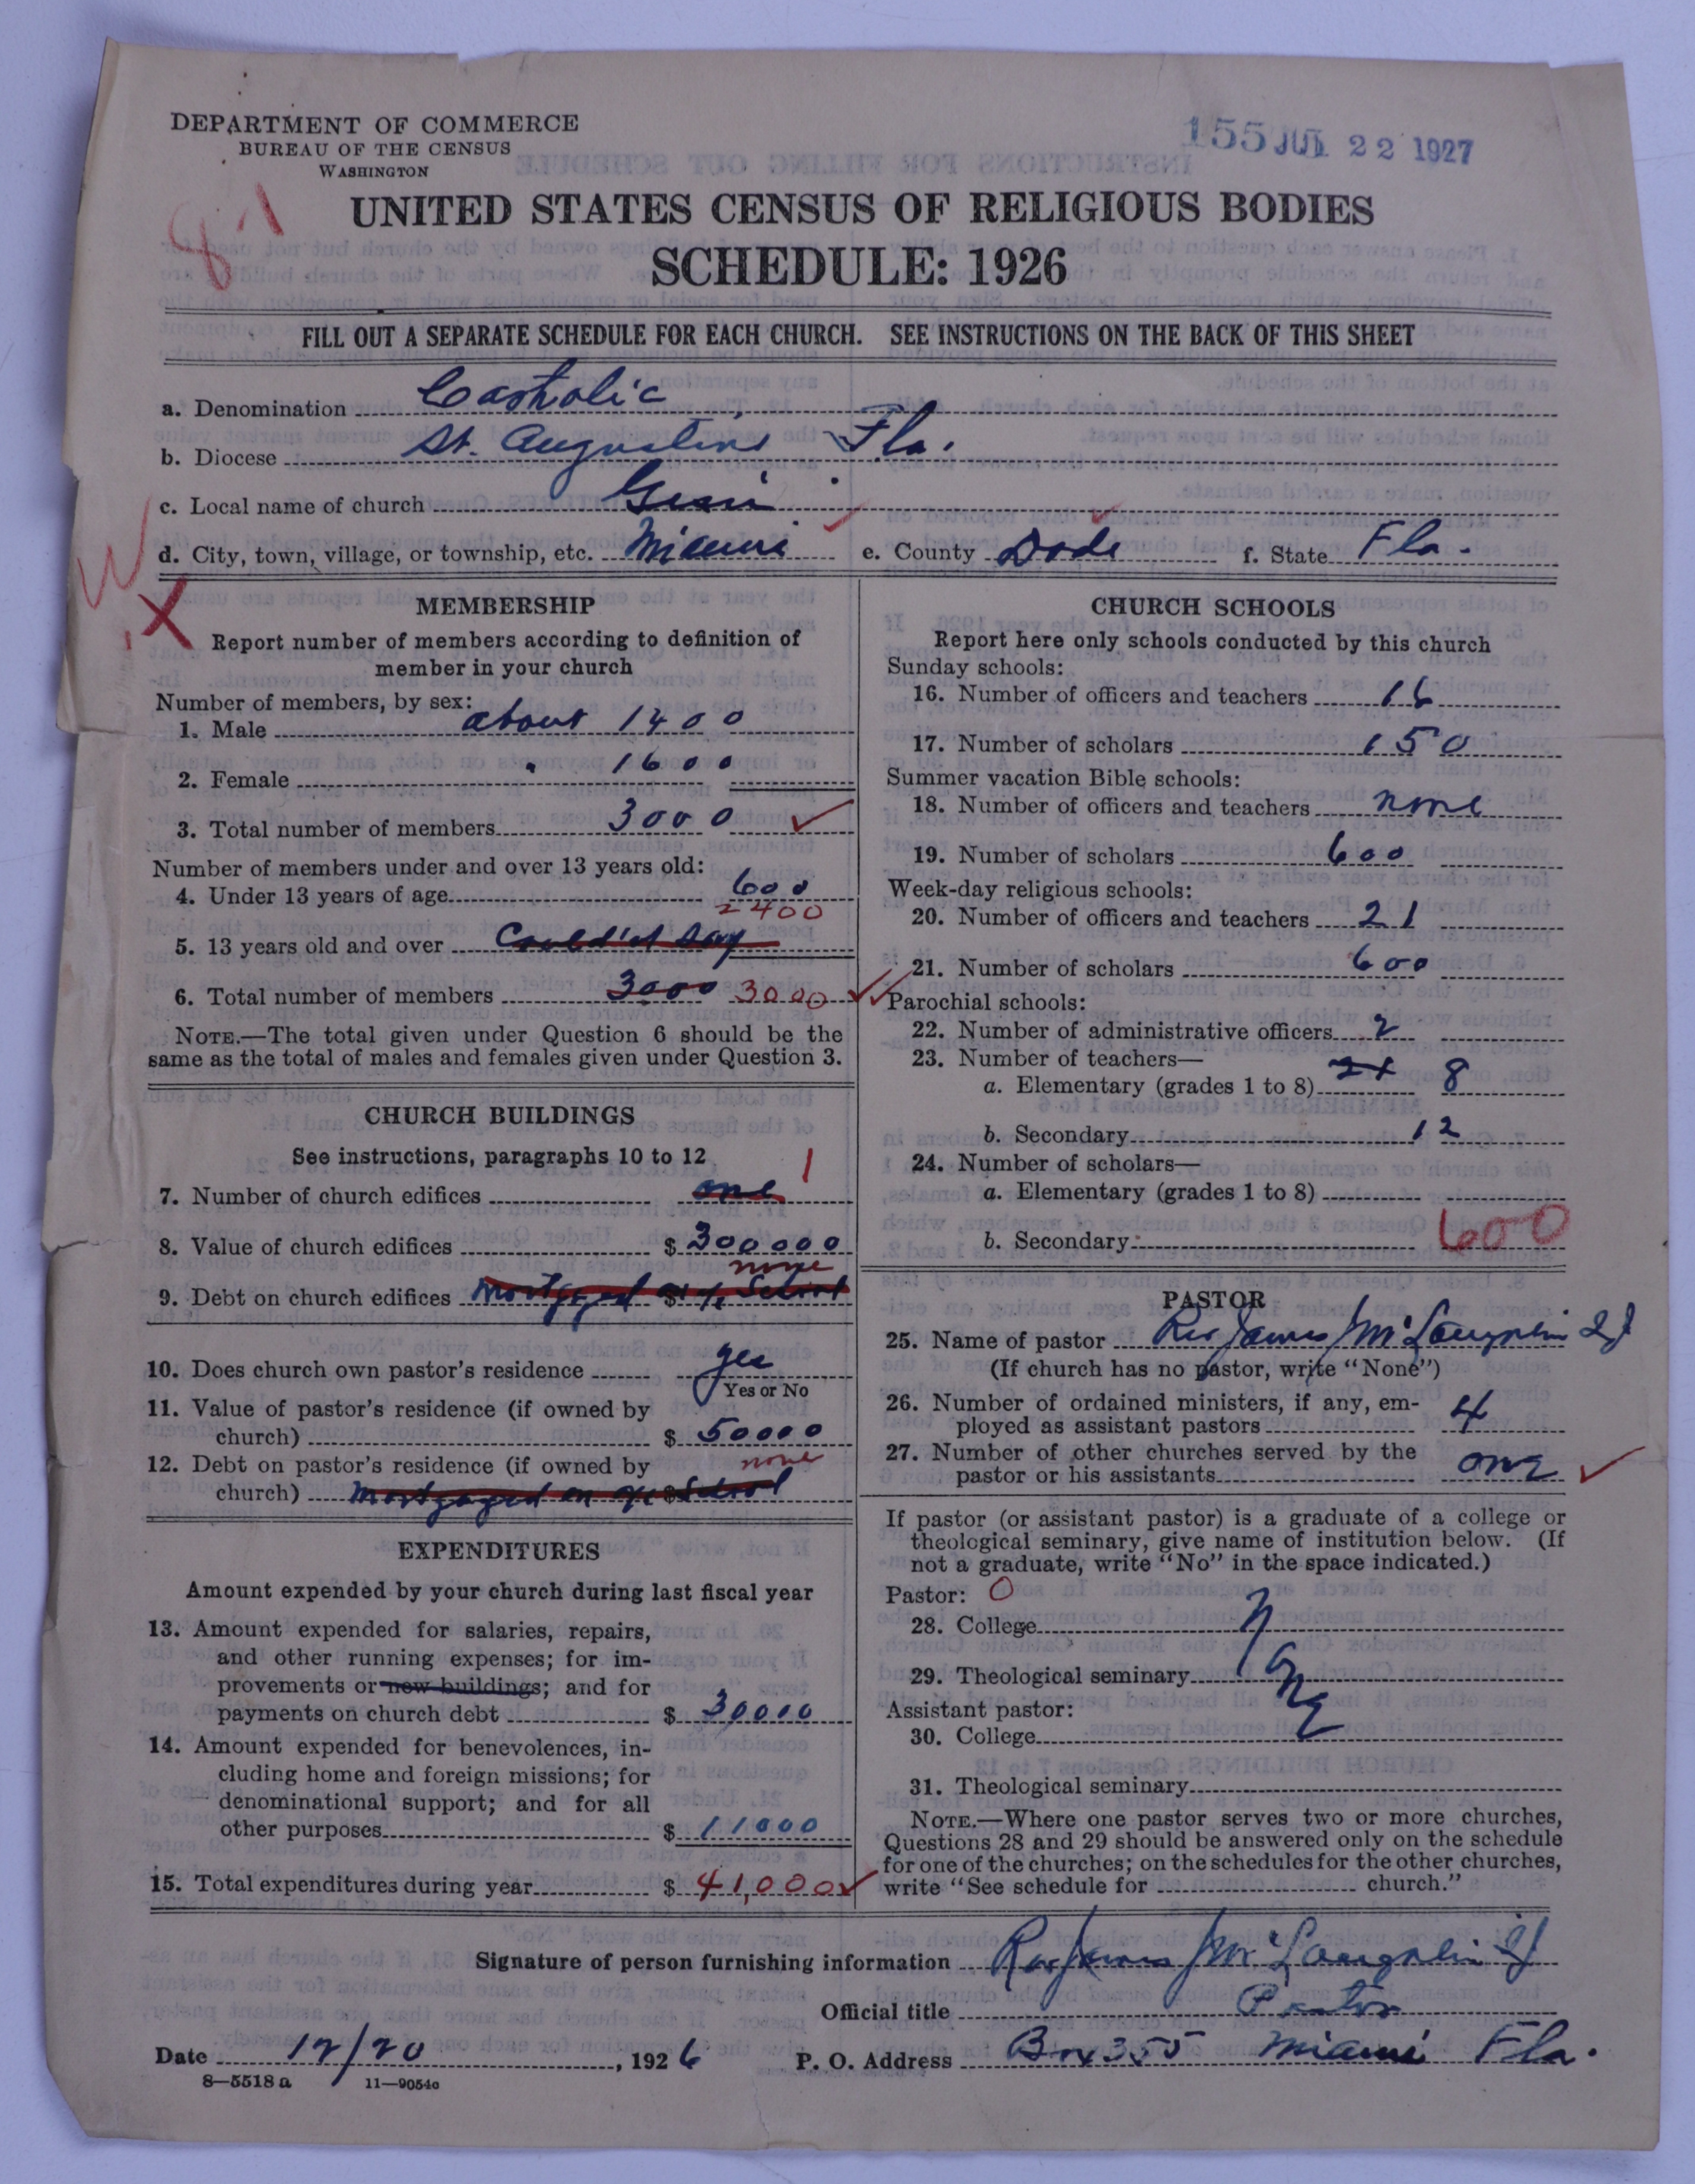 DEPARTMENT OF COMMERCE
BUREAU OF THE CENSUS
WASHINGTON
155 JUL 22 1927
UNITED STATES CENSUS OF RELIGIOUS BODIES
SCHEDULE: 1926
FILL OUT A SEPARATE SCHEDULE FOR EACH CHURCH. SEE INSTRUCTIONS ON THE BACK OF THIS SHEET
a. Denomination Catholic
b. Diocese St. Augustine Fla.
c. Local name of church Gesu
d. City, town, village, or township, etc. Miami e. County Dade f. State Fla.
MEMBERSHIP
Report number of members according to definition of
member in your church
Number of members, by sex:
1. Male about 1400
2. Female " 1600
3. Total number of members 3000
Number of members under and over 13 years old:
4. Under 13 years of age 600
2400
5. 13 years old and over Could'nt Say
6. Total number of members 3000 3000
NOTE.—The total given under Question 6 should be the
same as the total of males and females given under Question 3.
CHURCH BUILDINGS
See instructions, paragraphs 10 to 12
7. Number of church edifices one 1
8. Value of church edifices $ 300000
none
9. Debt on church edifices mortgaged $ School
10. Does church own pastor's residence yes
Yes or No
11. Value of pastor's residence (if owned by
church) $ 50000
12. Debt on pastor's residence (if owned by none
church) mortgaged on $ School
EXPENDITURES
Amount expended by your church during last fiscal year
13. Amount expended for salaries, repairs,
and other running expenses; for im-
provements or new buildings; and for
payments on church debt $ 30000
14. Amount expended for benevolences, in-
cluding home and foreign missions; for
denominational support; and for all
other purposes $ 11000
15. Total expenditures during year $ 41,000
CHURCH SCHOOLS
Report here only schools conducted by this church
Sunday schools:
16. Number of officers and teachers 16
17. Number of scholars 150
Summer vacation Bible schools:
18. Number of officers and teachers none
19. Number of scholars 600
Week-day religious schools:
20. Number of officers and teachers 21
21. Number of scholars 600
Parochial schools:
22. Number of administrative officers 2
23. Number of teachers—
a. Elementary (grades 1 to 8) 21 8
b. Secondary 12
24. Number of scholars—
a. Elementary (grades 1 to 8)
b. Secondary 600
PASTOR
25. Name of pastor Rev James J McLaughlin SJ
(If church has no pastor, write "None")
26. Number of ordained ministers, if any, em-
ployed as assistant pastors 4
27. Number of other churches served by the
pastor or his assistants one
If pastor (or assistant pastor) is a graduate of a college or
theological seminary, give name of institution below. (If
not a graduate, write "No" in the space indicated.)
Pastor: O
28. College
29. Theological seminary
Assistant pastor:
30. College
31. Theological seminary
NOTE.—Where one pastor serves two or more churches,
Questions 28 and 29 should be answered only on the schedule
for one of the churches; on the schedules for the other churches,
write "See schedule for church."
Signature of person furnishing information Rev James J McLaughlin SJ
Official title Pastor
Date 12/20, 1926 P. O. Address Box 355 Miami Fla.
8—5518 a 11—9054c